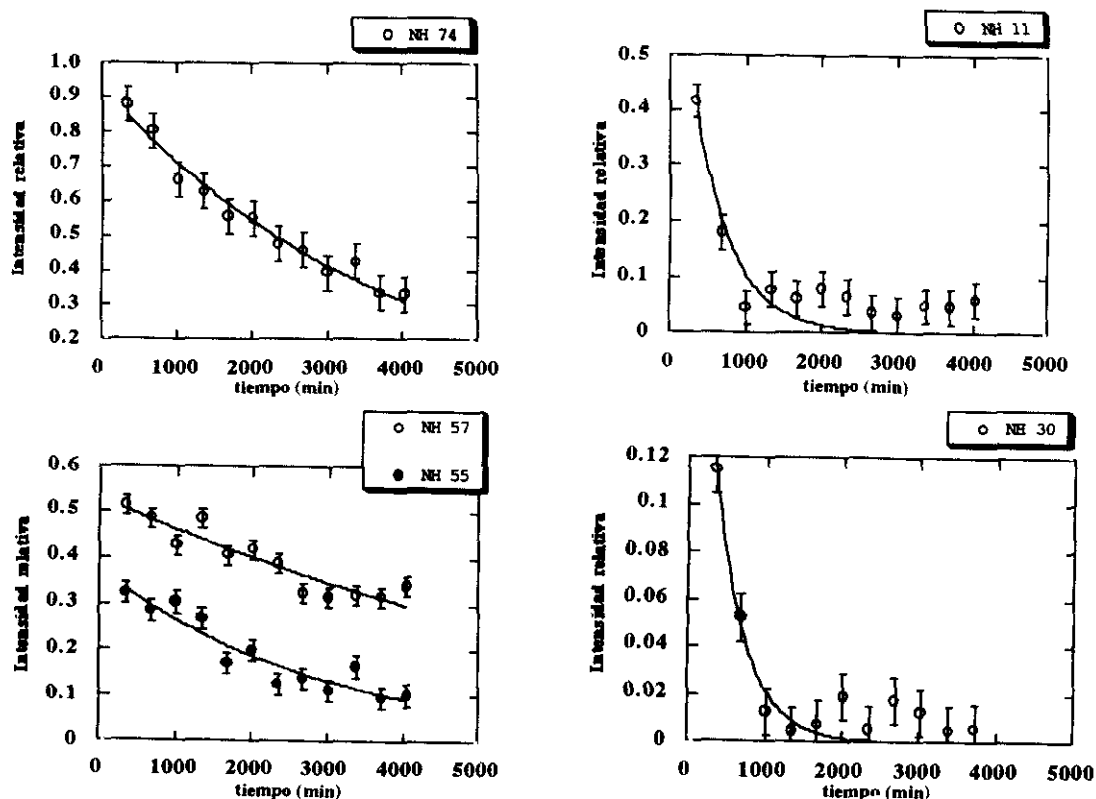 NH 74
1.0
0.9
0.8
0.7
0.6
0.5
0.4
0.3
0.2
Intensidad relativa
0 1000 2000 3000 4000 5000
tiempo (min)
NH 11
0.5
0.4
0.3
0.2
0.1
0
Intensidad relativa
0 1000 2000 3000 4000 5000
tiempo (min)
NH 57
NH 55
0.6
0.5
0.4
0.3
0.2
0.1
0
Intensidad relativa
0 1000 2000 3000 4000 5000
tiempo (min)
NH 30
0.12
0.1
0.08
0.06
0.04
0.02
0
Intensidad relativa
0 1000 2000 3000 4000 5000
tiempo (min)